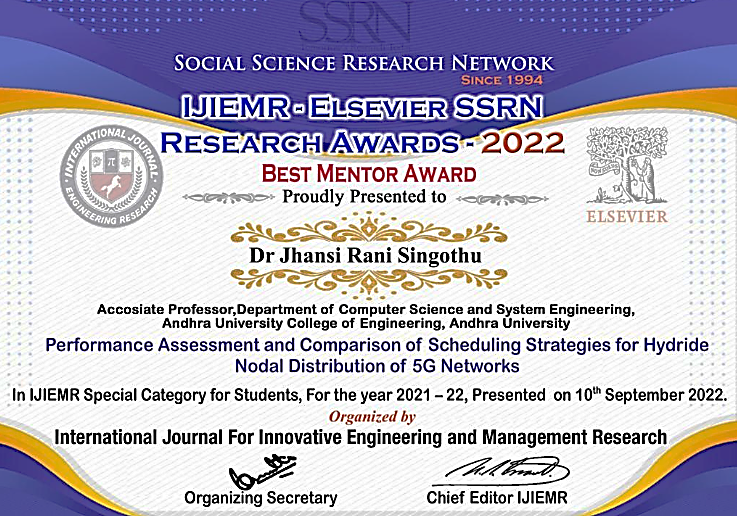 SSRN
SOCIAL SCIENCE RESEARCH NETWORK
SINCE 1994
IJIEMR - ELSEVIER SSRN
RESEARCH AWARDS - 2022
BEST MENTOR AWARD
Proudly Presented to
INTERNATIONAL JOURNAL
ENGINEERING RESEARCH
ELSEVIER
Dr Jhansi Rani Singothu
Accosiate Professor,Department of Computer Science and System Engineering,
Andhra University College of Engineering, Andhra University
Performance Assessment and Comparison of Scheduling Strategies for Hydride
Nodal Distribution of 5G Networks
In IJIEMR Special Category for Students, For the year 2021 – 22, Presented on 10th September 2022.
Organized by
International Journal For Innovative Engineering and Management Research
Organizing Secretary
Chief Editor IJIEMR